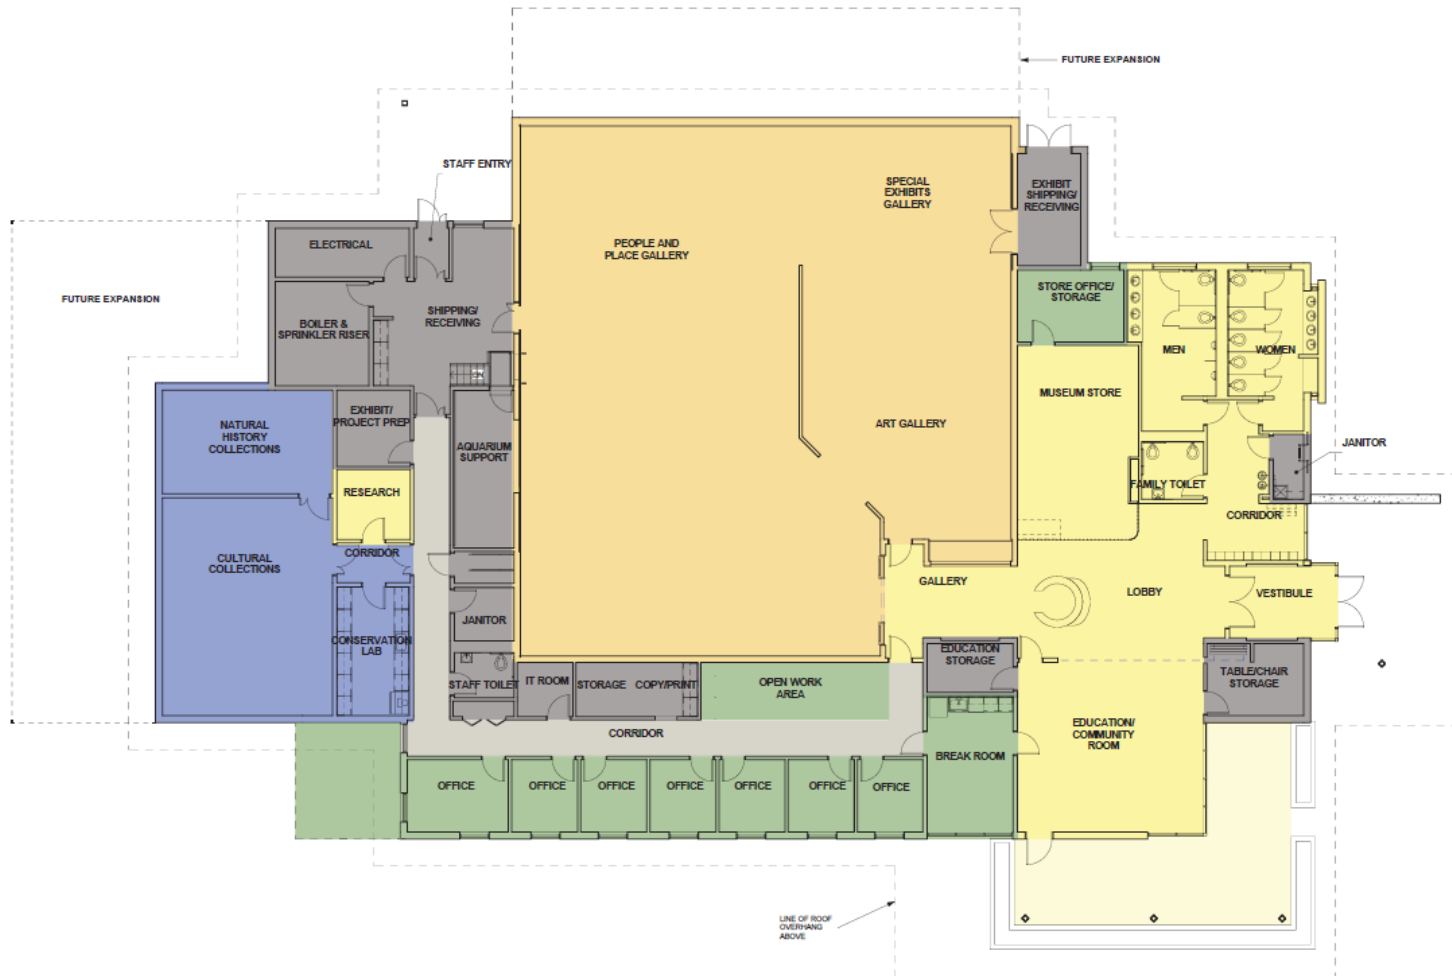 FUTURE EXPANSION
STAFF ENTRY
SPECIAL
EXHIBITS
GALLERY
EXHIBIT
SHIPPING/
RECEIVING
ELECTRICAL
PEOPLE AND
PLACE GALLERY
FUTURE EXPANSION
STORE OFFICE/
STORAGE
SHIPPING/
RECEIVING
BOILER &
SPRINKLER RISER
MEN
WOMEN
MUSEUM STORE
EXHIBIT/
PROJECT PREP
NATURAL
HISTORY
COLLECTIONS
ART GALLERY
AQUARIUM
SUPPORT
JANITOR
FAMILY TOILET
RESEARCH
CORRIDOR
CORRIDOR
CULTURAL
COLLECTIONS
GALLERY
LOBBY
VESTIBULE
JANITOR
CONSERVATION
LAB
EDUCATION
STORAGE
TABLE/CHAIR
STORAGE
STAFF TOILET
IT ROOM
STORAGE
COPY/PRINT
OPEN WORK
AREA
EDUCATION/
COMMUNITY
ROOM
CORRIDOR
BREAK ROOM
OFFICE
OFFICE
OFFICE
OFFICE
OFFICE
OFFICE
OFFICE
LINE OF ROOF
OVERHANG
ABOVE